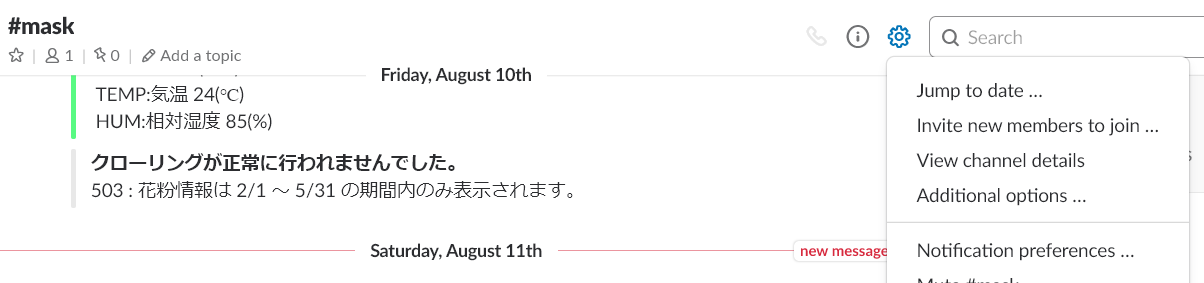 #mask
1
0
Add a topic
Search
Friday, August 10th
TEMP:気温 24(℃)
HUM:相対湿度 85(%)
クローリングが正常に行われませんでした。
503 : 花粉情報は 2/1 ～ 5/31 の期間内のみ表示されます。
Saturday, August 11th
new message
Jump to date ...
Invite new members to join ...
View channel details
Additional options ...
Notification preferences ...
Mute #mask